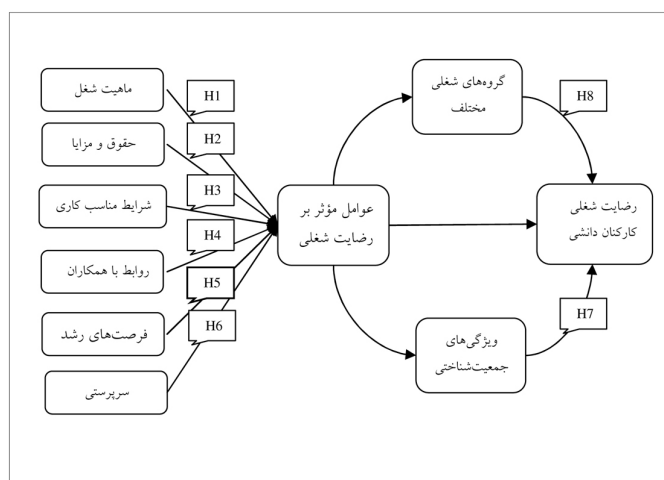 ماهیت شغل
حقوق و مزایا
شرایط مناسب کاری
روابط با همکاران
فرصت‌های رشد
سرپرستی
H1
H2
H3
H4
H5
H6
عوامل مؤثر بر
رضایت شغلی
گروه‌های شغلی
مختلف
ویژگی‌های
جمعیت‌شناختی
H8
H7
رضایت شغلی
کارکنان دانشی